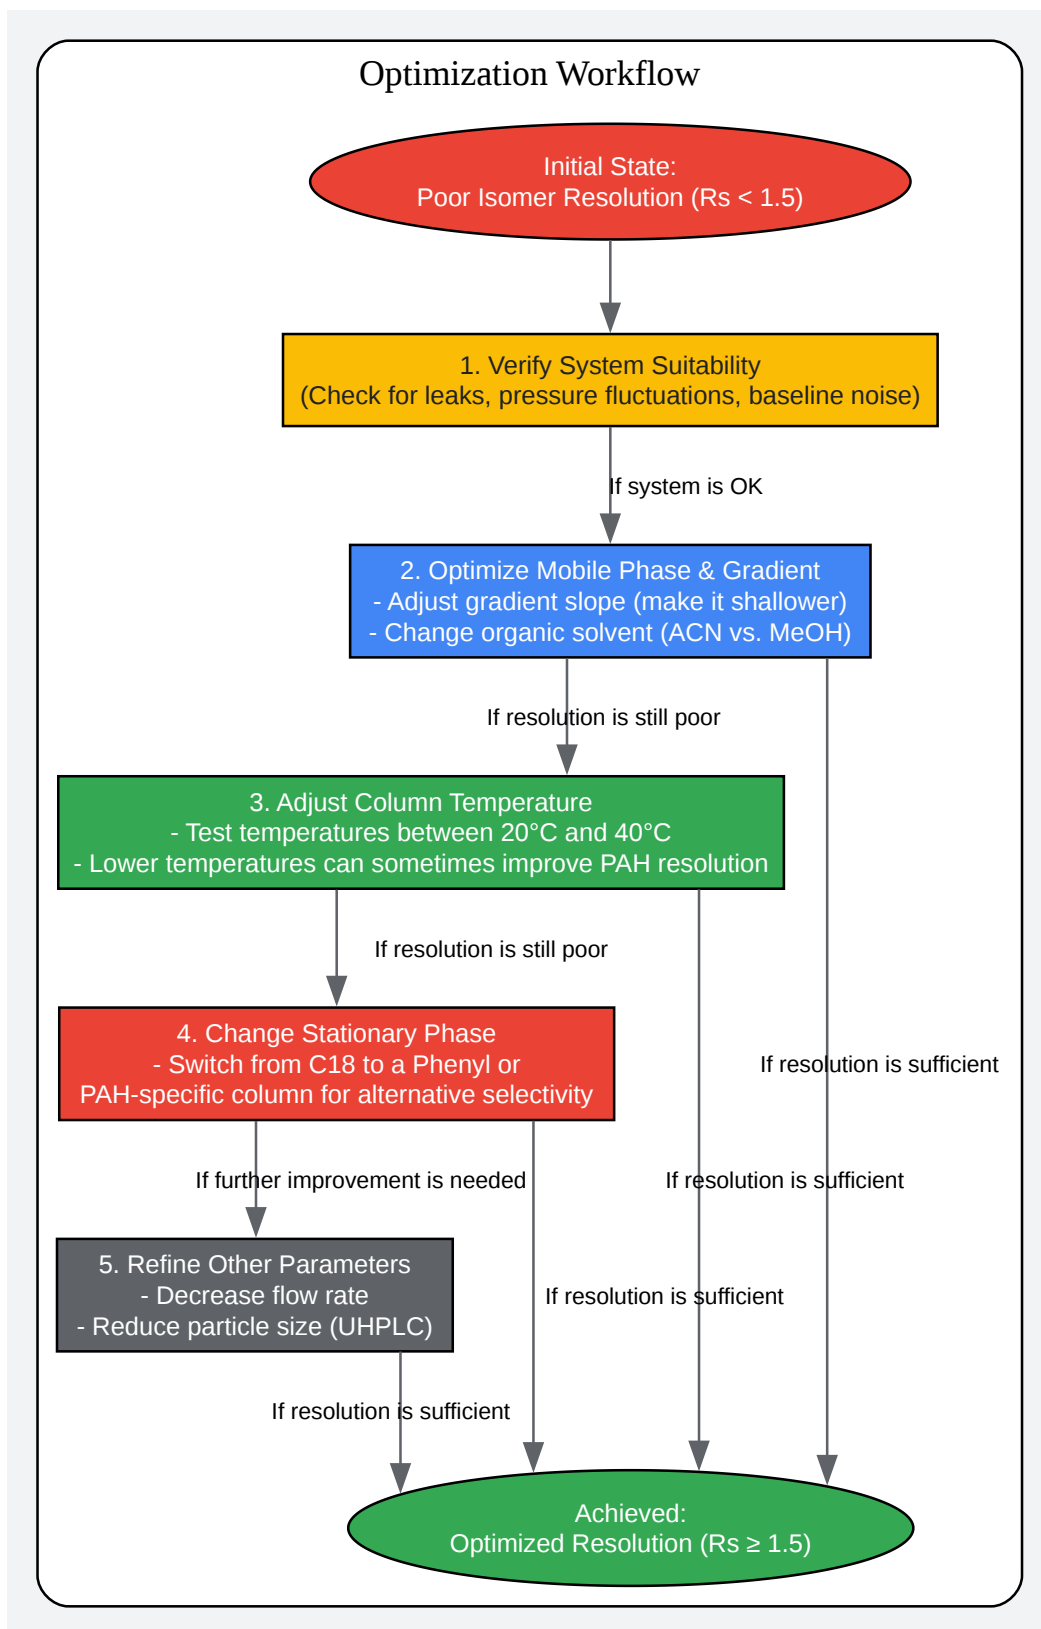 Optimization Workflow
Initial State:
Poor Isomer Resolution (Rs < 1.5)
1. Verify System Suitability
(Check for leaks, pressure fluctuations, baseline noise)
If system is OK
2. Optimize Mobile Phase & Gradient
- Adjust gradient slope (make it shallower)
- Change organic solvent (ACN vs. MeOH)
If resolution is still poor
3. Adjust Column Temperature
- Test temperatures between 20°C and 40°C
- Lower temperatures can sometimes improve PAH resolution
If resolution is still poor
4. Change Stationary Phase
- Switch from C18 to a Phenyl or
PAH-specific column for alternative selectivity
If resolution is sufficient
If further improvement is needed
If resolution is sufficient
5. Refine Other Parameters
- Decrease flow rate
- Reduce particle size (UHPLC)
If resolution is sufficient
If resolution is sufficient
Achieved:
Optimized Resolution (Rs ≥ 1.5)